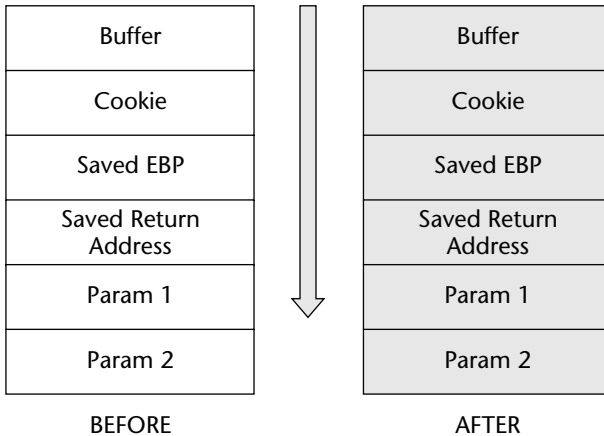 Buffer
Cookie
Saved EBP
Saved Return
Address
Param 1
Param 2
BEFORE
Buffer
Cookie
Saved EBP
Saved Return
Address
Param 1
Param 2
AFTER